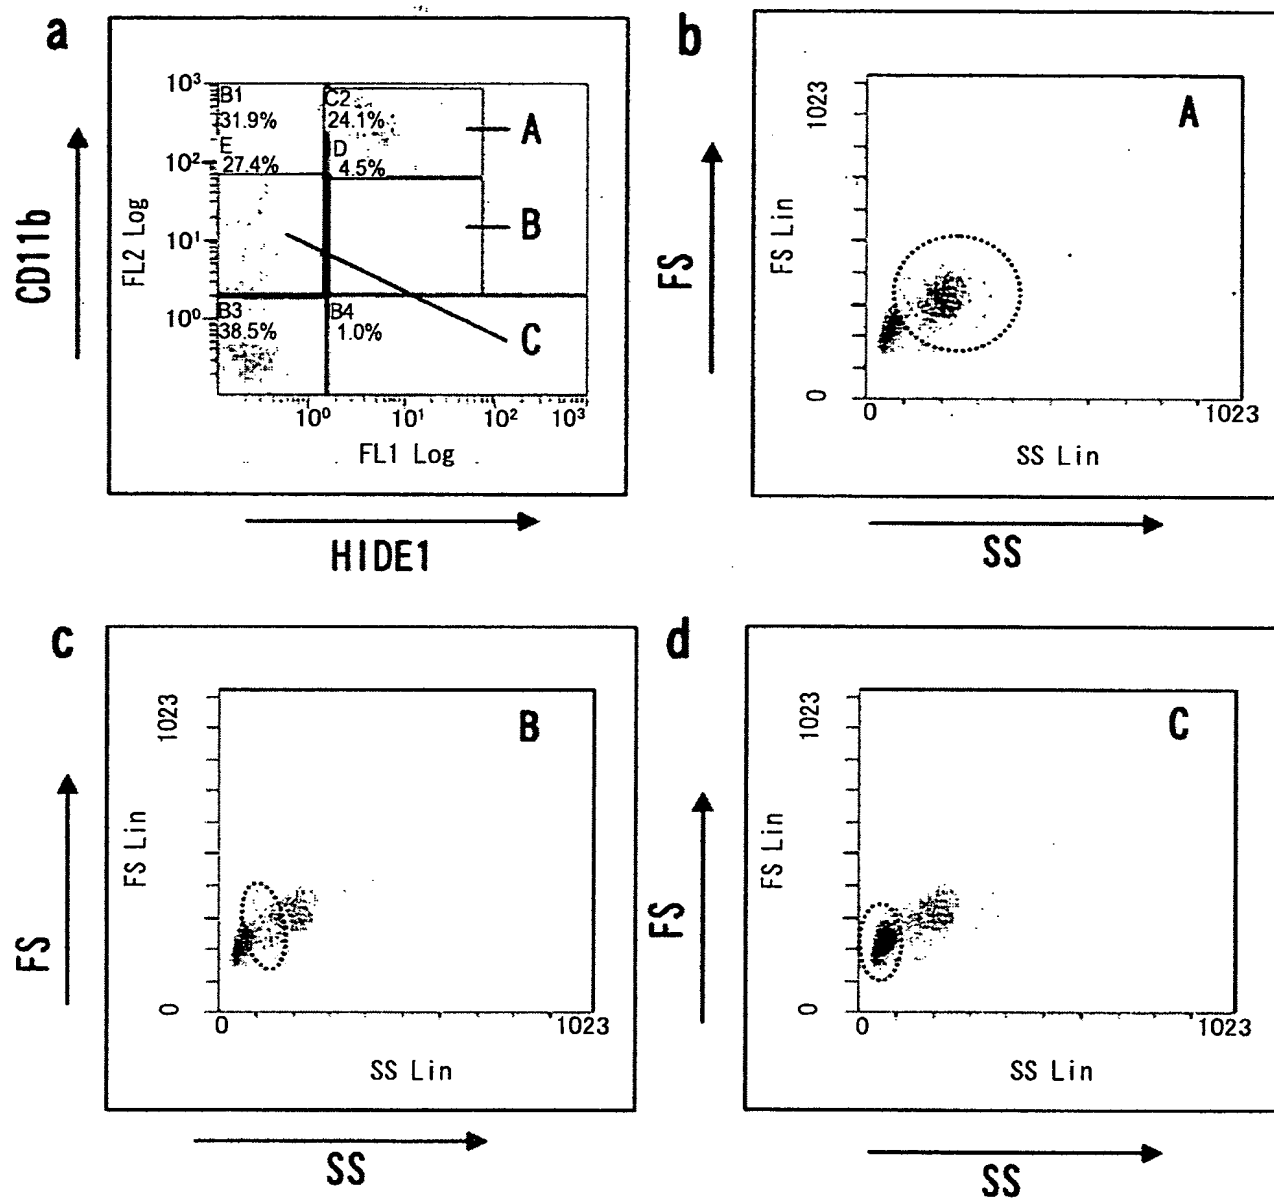 a
CD11b
FL2 Log
10³
10²
10¹
10⁰
B1
31.9%
C2
24.1%
E
27.4%
D
4.5%
B3
38.5%
B4
1.0%
A
B
C
10⁰ 10¹ 10² 10³
FL1 Log
HIDE1
b
FS
FS Lin
1023
0
A
0 1023
SS Lin
SS
c
FS
FS Lin
1023
0
B
0 1023
SS Lin
SS
d
FS
FS Lin
1023
0
C
0 1023
SS Lin
SS